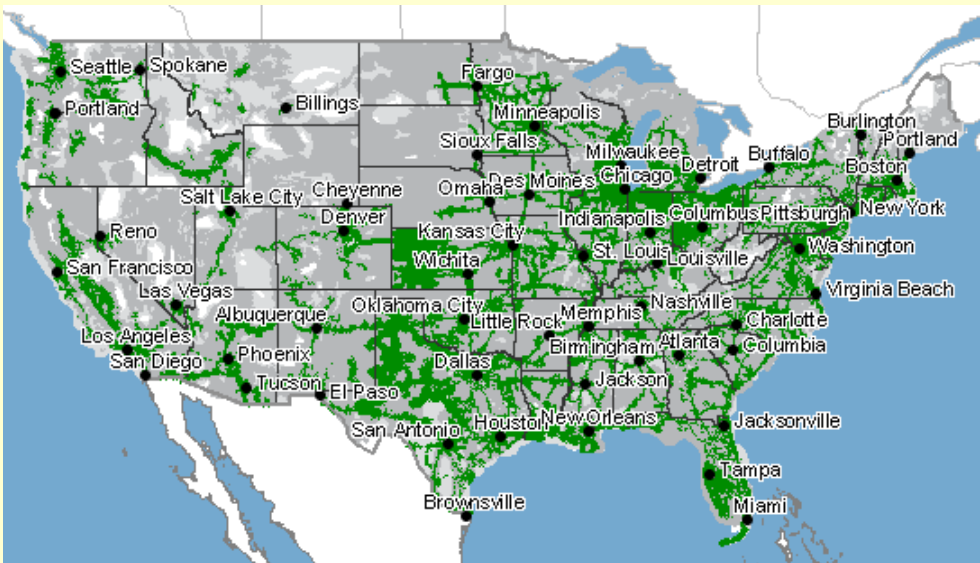 Seattle
Spokane
Fargo
Billings
Portland
Minneapolis
Burlington
Portland
Sioux Falls
Milwaukee
Detroit
Buffalo
Boston
Salt Lake City
Cheyenne
Omaha
Des Moines
Chicago
Denver
Indianapolis
Columbus
Pittsburgh
New York
Reno
Kansas City
Washington
San Francisco
Wichita
St. Louis
Louisville
Las Vegas
Virginia Beach
Albuquerque
Oklahoma City
Little Rock
Memphis
Nashville
Charlotte
Los Angeles
Birmingham
Atlanta
Columbia
San Diego
Phoenix
Dallas
Tucson
El Paso
Jackson
San Antonio
Houston
New Orleans
Jacksonville
Tampa
Brownsville
Miami